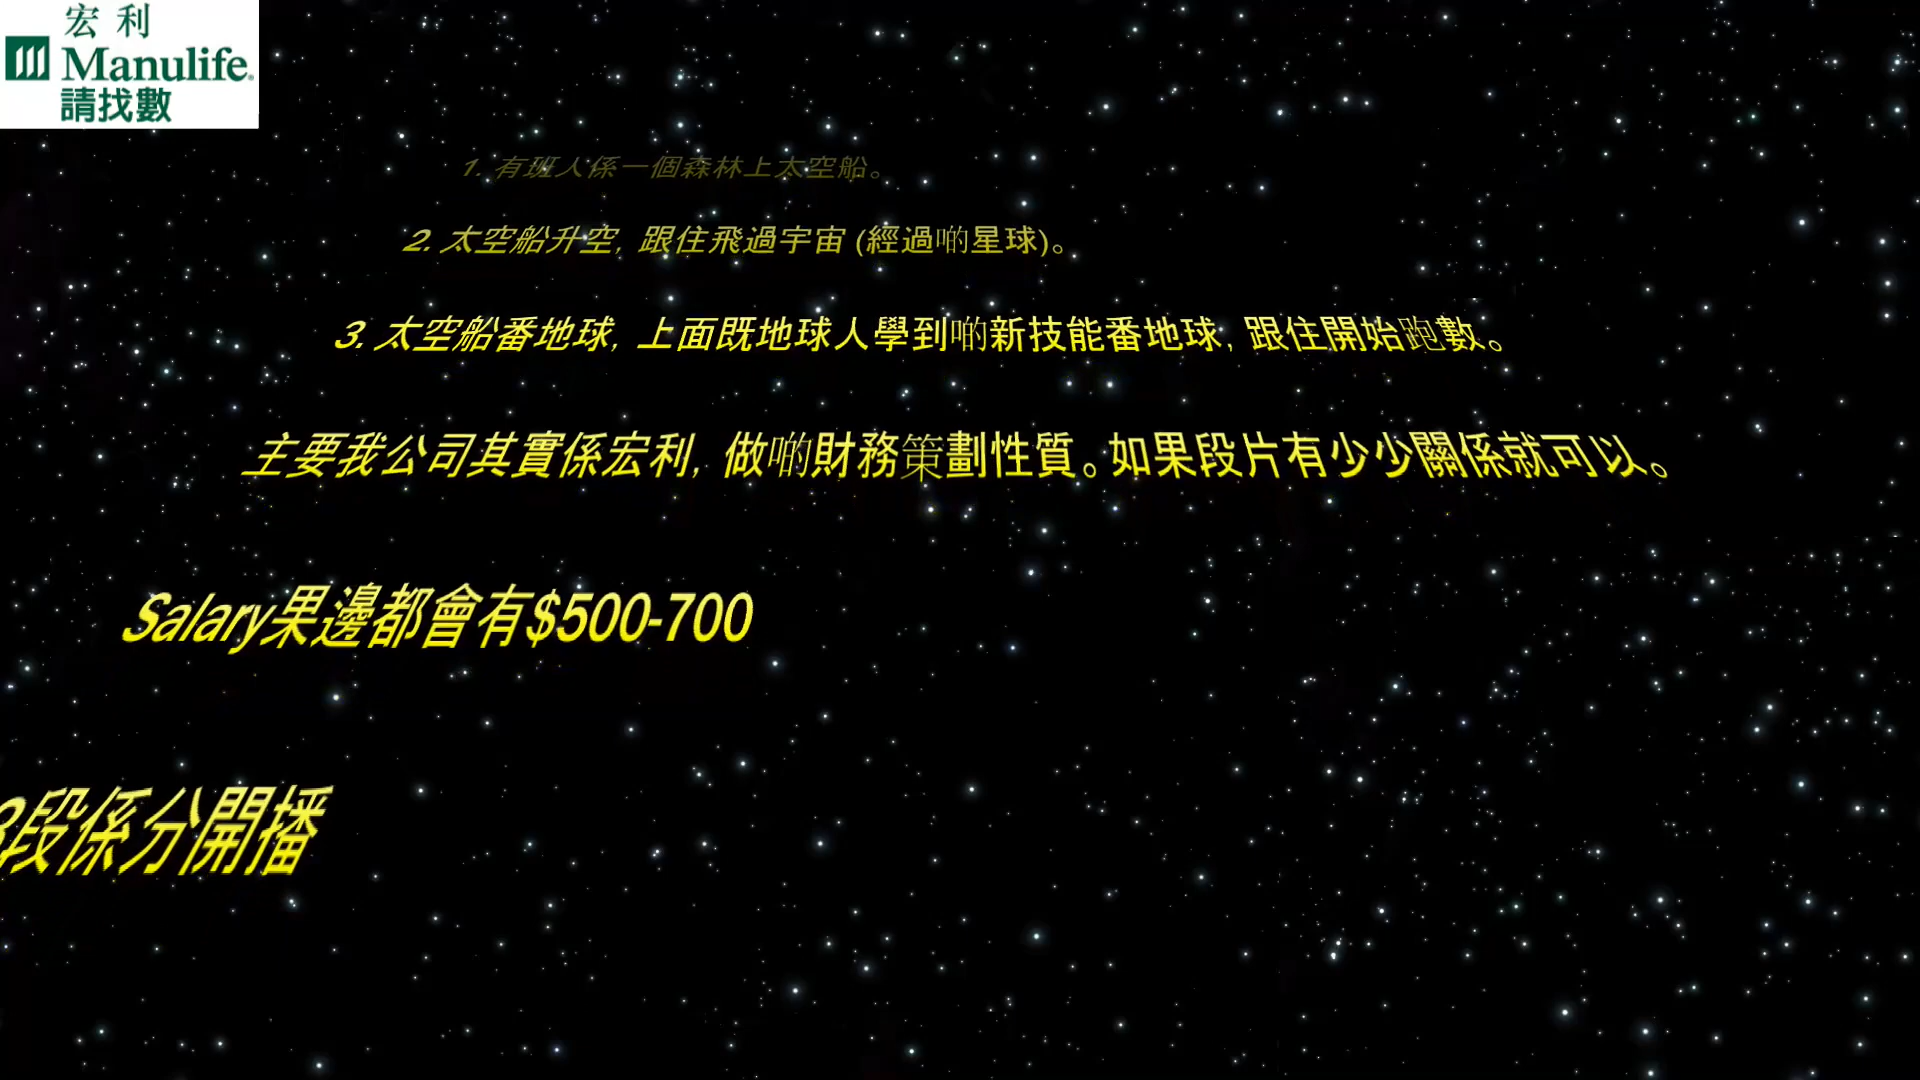 宏利
Manulife
請找數
1. 有班人係一個森林上太空船。
2. 太空船升空, 跟住飛過宇宙 (經過啲星球)。
3. 太空船番地球, 上面既地球人學到啲新技能番地球, 跟住開始跑數。
主要我公司其實係宏利, 做啲財務策劃性質。如果段片有少少關係就可以。
Salary果邊都會有$500-700
3段係分開播